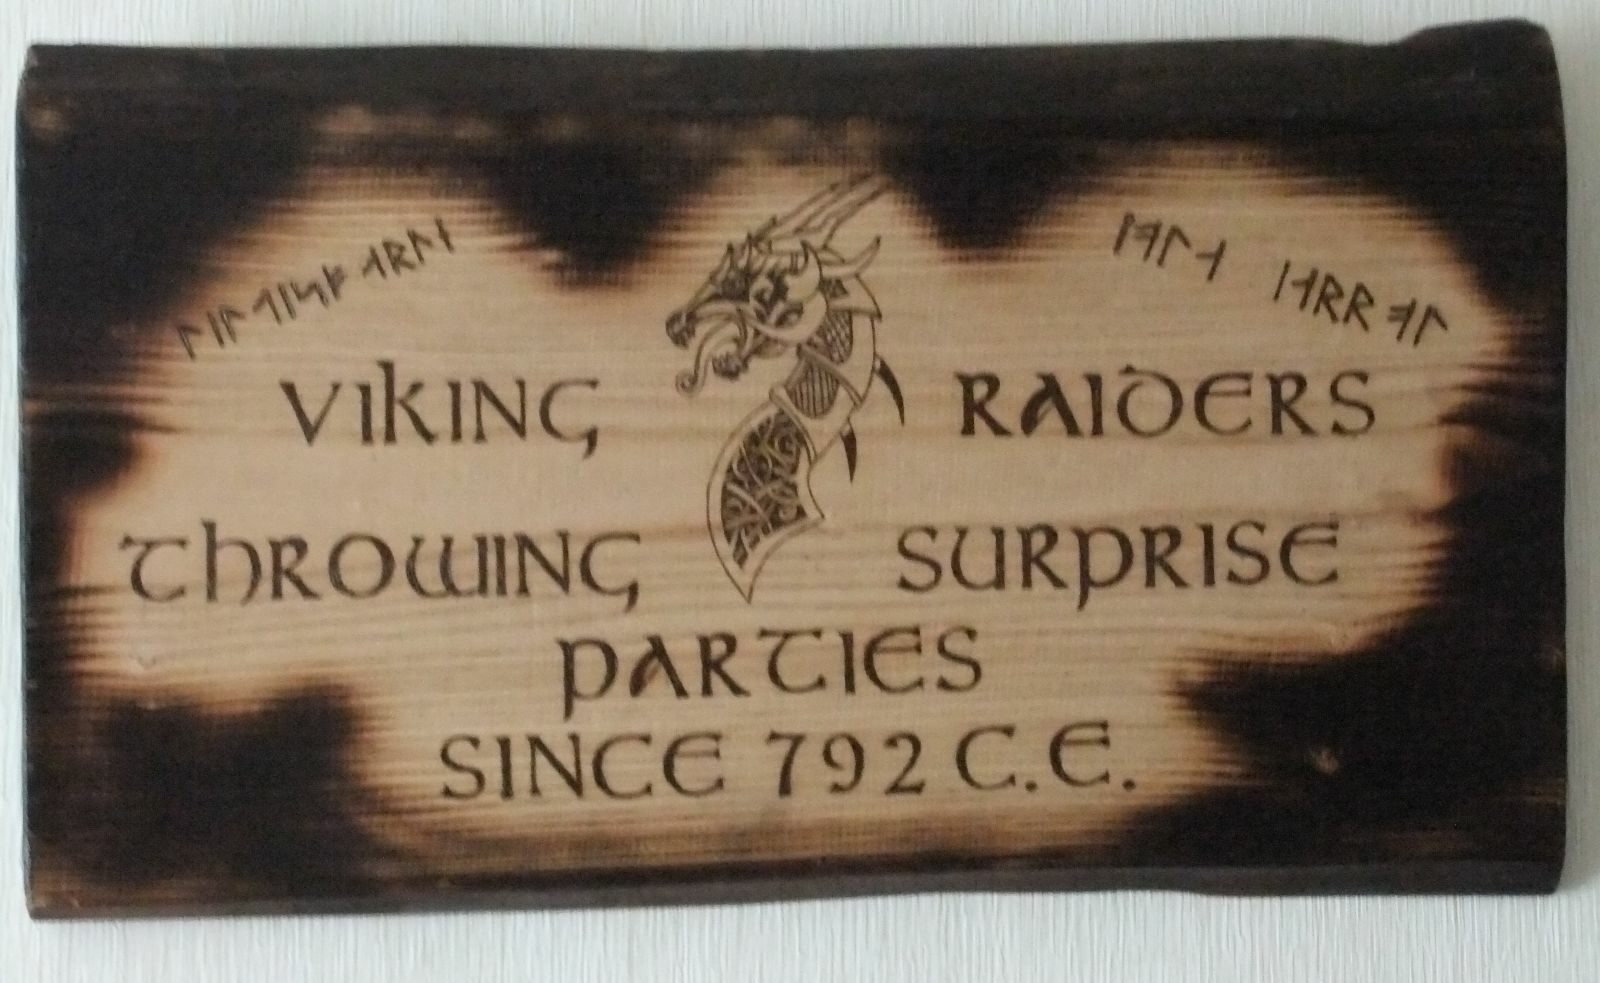 VIKING RAIDERS
THROWING SURPRISE
PARTIES
SINCE 792 C.E.